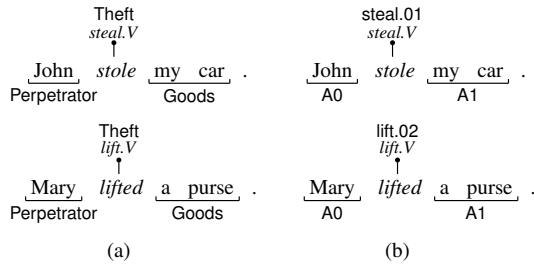 Theft steal.01
steal.V steal.V
John stole my car . John stole my car .
Perpetrator Goods A0 A1
Theft lift.02
lift.V lift.V
Mary lifted a purse . Mary lifted a purse .
Perpetrator Goods A0 A1
(a) (b)